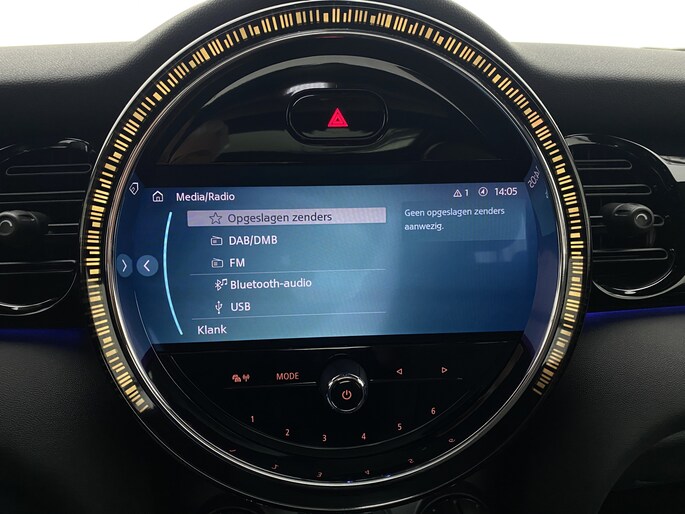 Media/Radio
1
14:05
Opgeslagen zenders
Geen opgeslagen zenders
aanwezig.
DAB/DMB
FM
Bluetooth-audio
USB
Klank
MODE
1
2
3
4
5
6